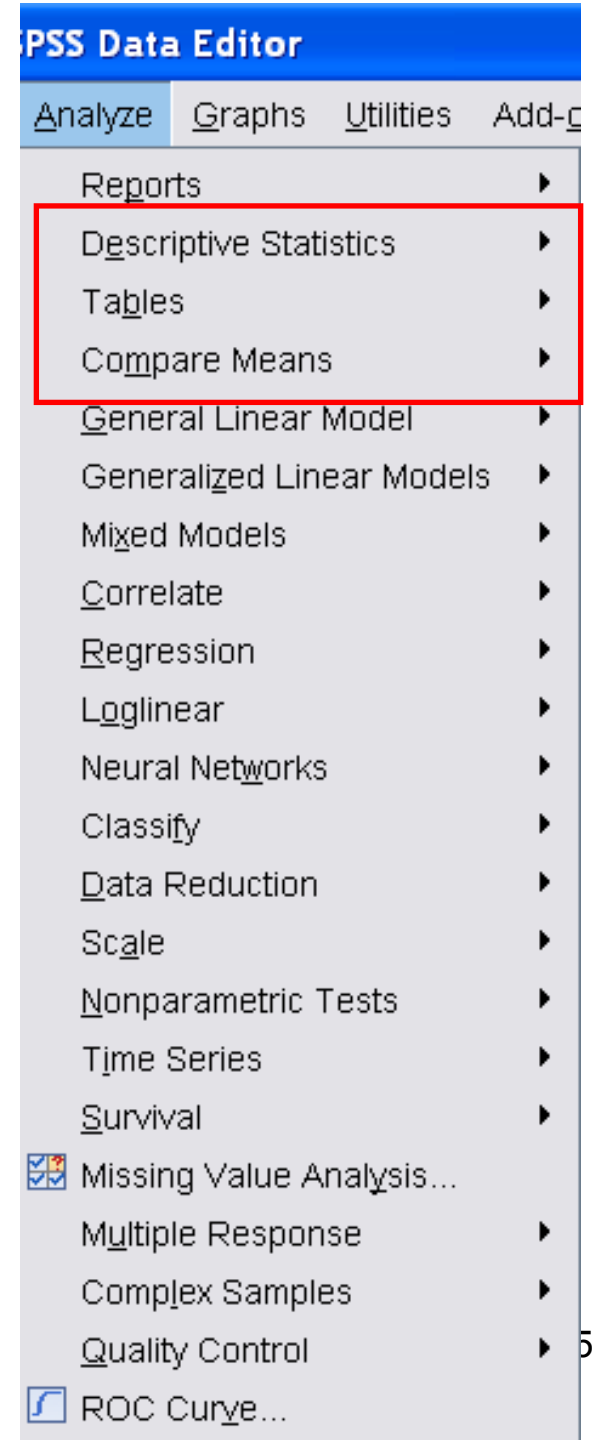 SPSS Data Editor
Analyze Graphs Utilities Add-o
Reports
Descriptive Statistics
Tables
Compare Means
General Linear Model
Generalized Linear Models
Mixed Models
Correlate
Regression
Loglinear
Neural Networks
Classify
Data Reduction
Scale
Nonparametric Tests
Time Series
Survival
Missing Value Analysis...
Multiple Response
Complex Samples
Quality Control 5
ROC Curve...